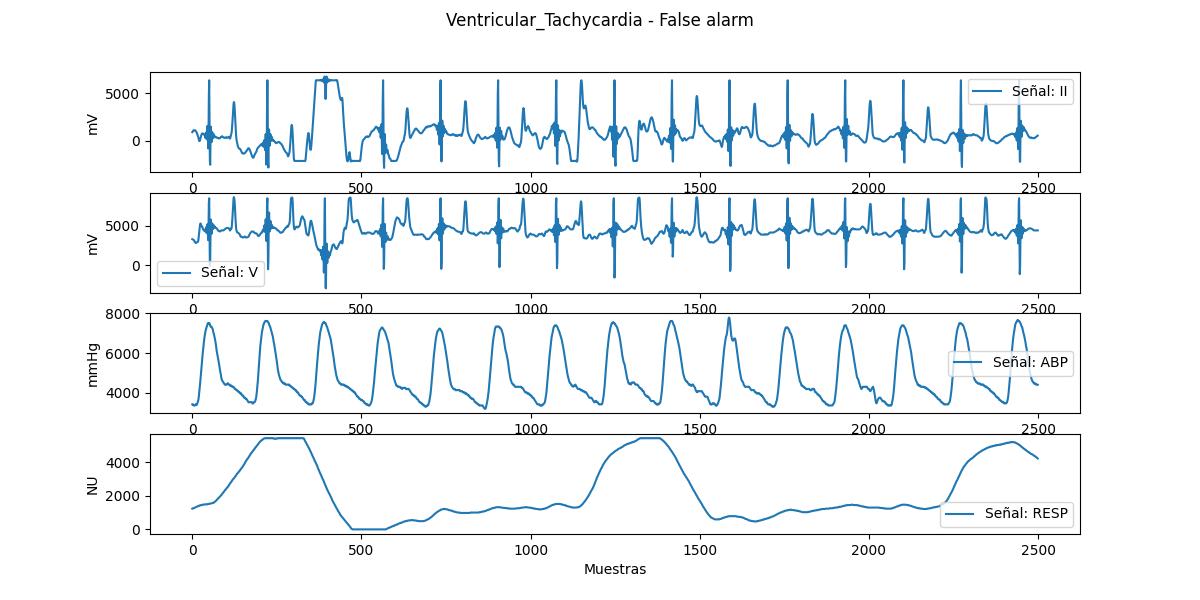 Ventricular_Tachycardia - False alarm
5000
0
mV
Señal: II
0 500 1000 1500 2000 2500
5000
0
mV
Señal: V
0 500 1000 1500 2000 2500
8000
6000
4000
mmHg
Señal: ABP
0 500 1000 1500 2000 2500
4000
2000
0
NU
Señal: RESP
0 500 1000 1500 2000 2500
Muestras